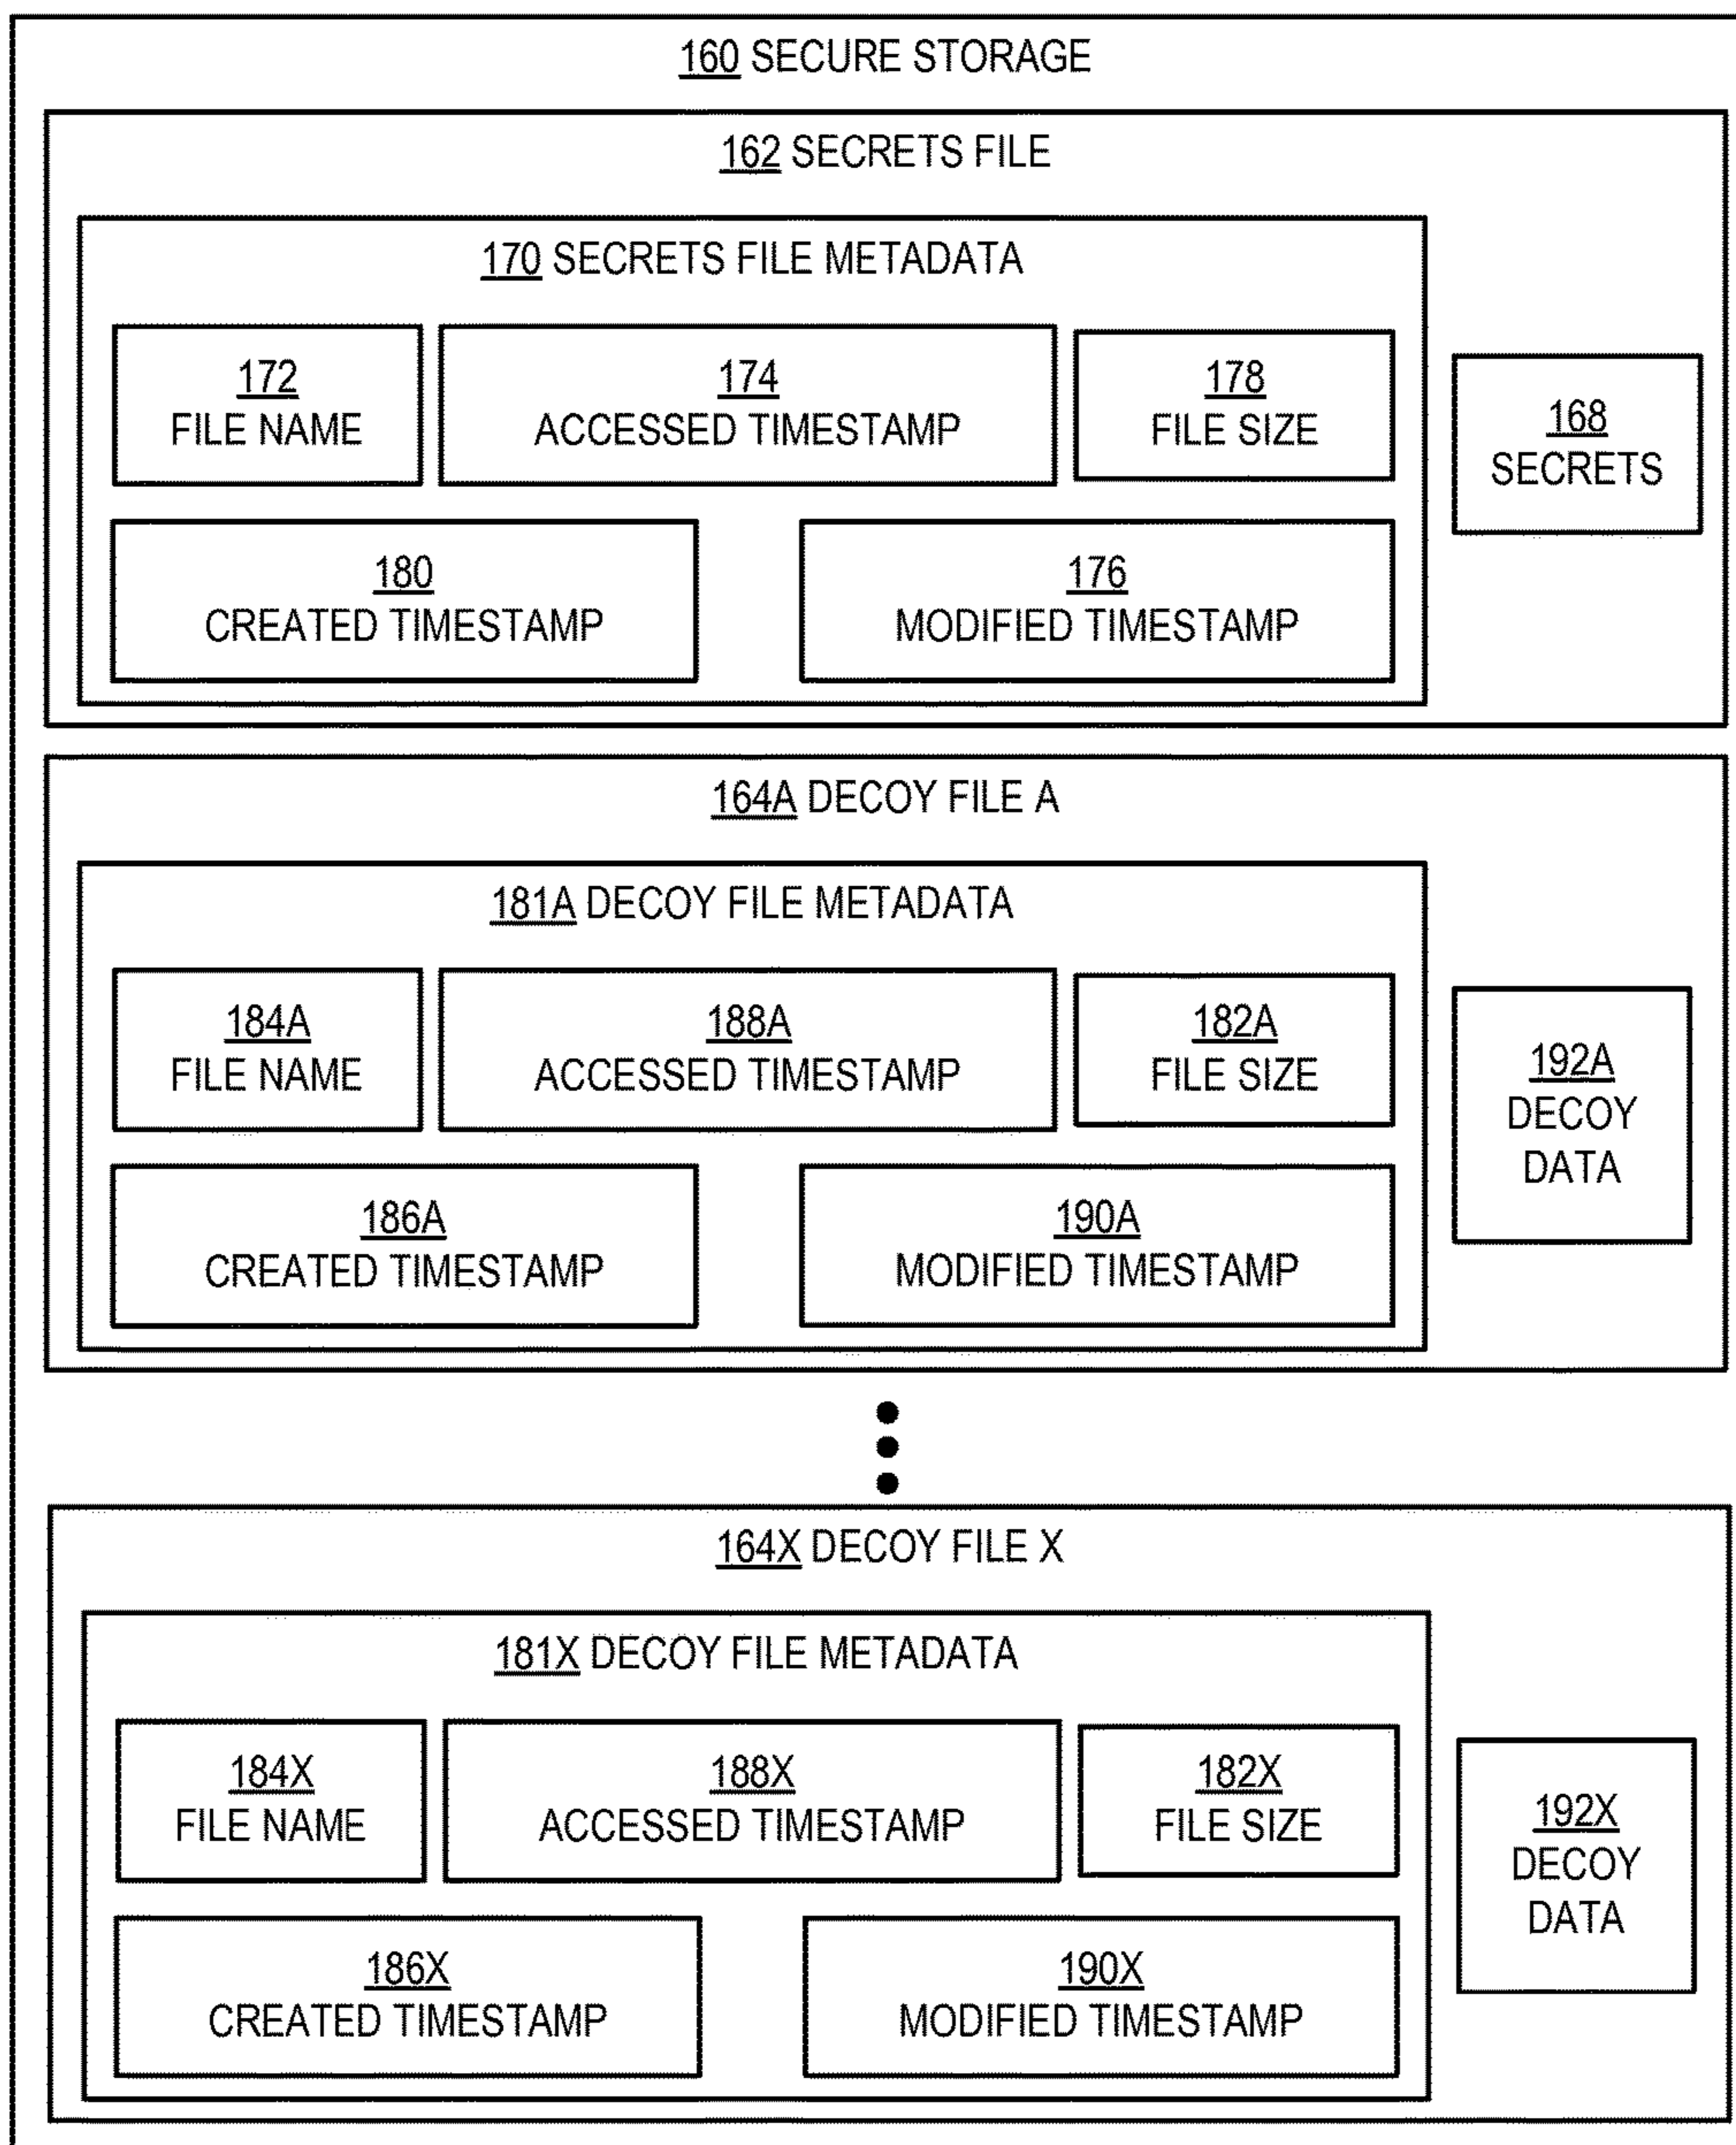 160 SECURE STORAGE
162 SECRETS FILE
170 SECRETS FILE METADATA
172
FILE NAME
174
ACCESSED TIMESTAMP
178
FILE SIZE
168
SECRETS
180
CREATED TIMESTAMP
176
MODIFIED TIMESTAMP
164A DECOY FILE A
181A DECOY FILE METADATA
184A
FILE NAME
188A
ACCESSED TIMESTAMP
182A
FILE SIZE
192A
DECOY
DATA
186A
CREATED TIMESTAMP
190A
MODIFIED TIMESTAMP
164X DECOY FILE X
181X DECOY FILE METADATA
184X
FILE NAME
188X
ACCESSED TIMESTAMP
182X
FILE SIZE
192X
DECOY
DATA
186X
CREATED TIMESTAMP
190X
MODIFIED TIMESTAMP